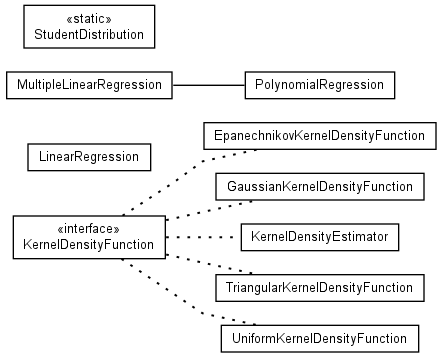 «static»
StudentDistribution
MultipleLinearRegression
PolynomialRegression
EpanechnikovKernelDensityFunction
LinearRegression
GaussianKernelDensityFunction
«interface»
KernelDensityFunction
KernelDensityEstimator
TriangularKernelDensityFunction
UniformKernelDensityFunction